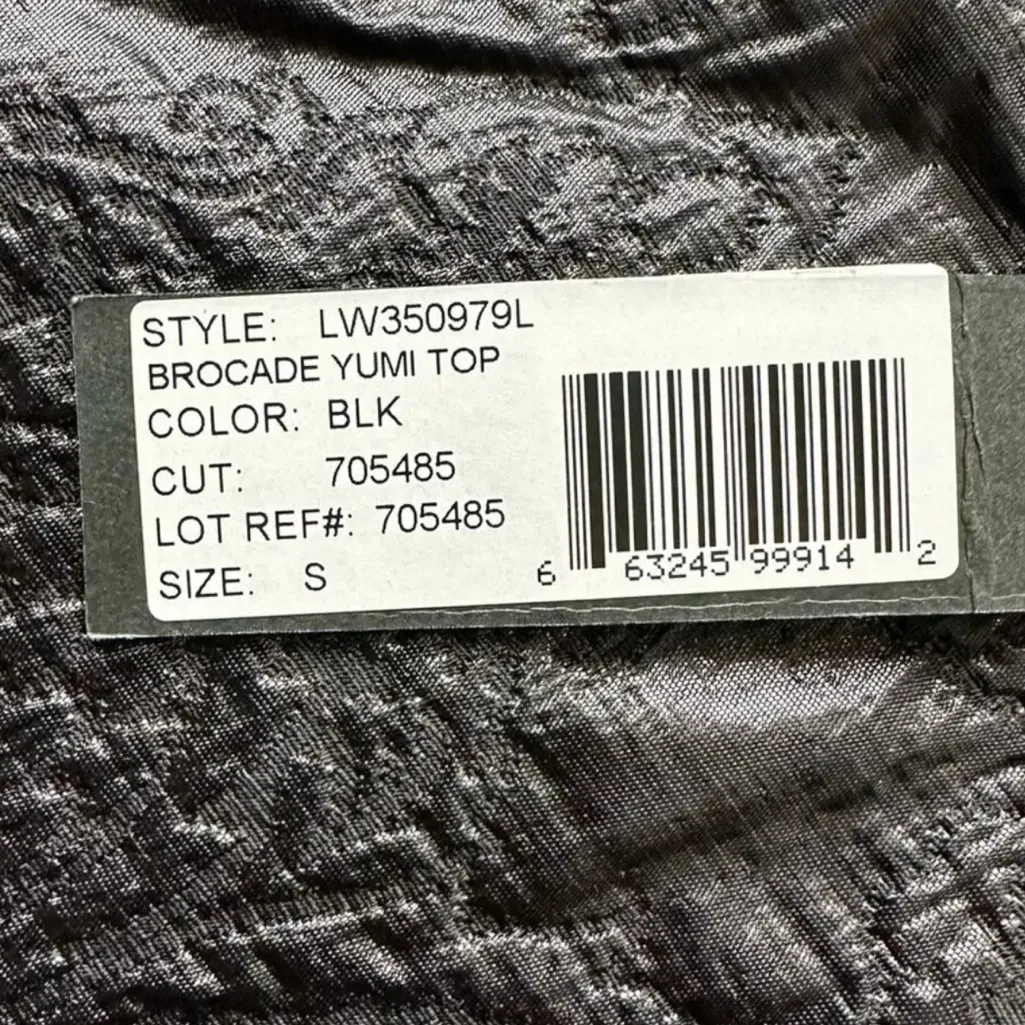 STYLE: LW350979L
BROCADE YUMI TOP
COLOR: BLK
CUT: 705485
LOT REF#: 705485
SIZE: S
6 63245 99914 2